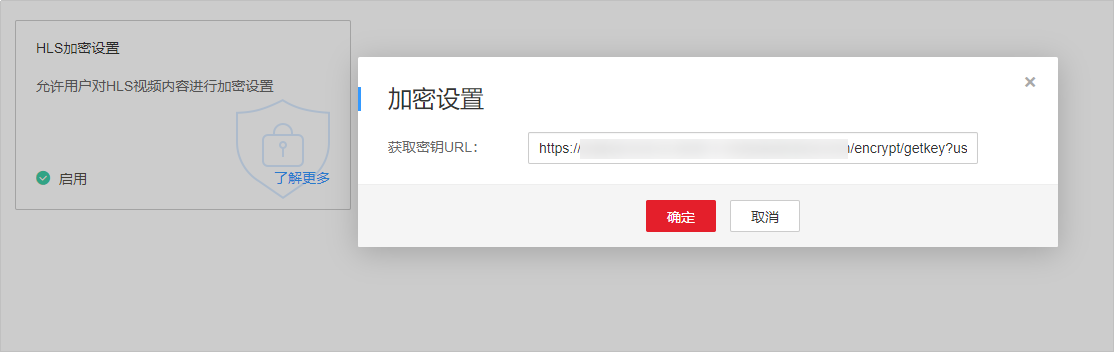 HLS加密设置
允许用户对HLS视频内容进行加密设置
启用
了解更多
加密设置
获取密钥URL：
https:// /encrypt/getkey?us
确定
取消